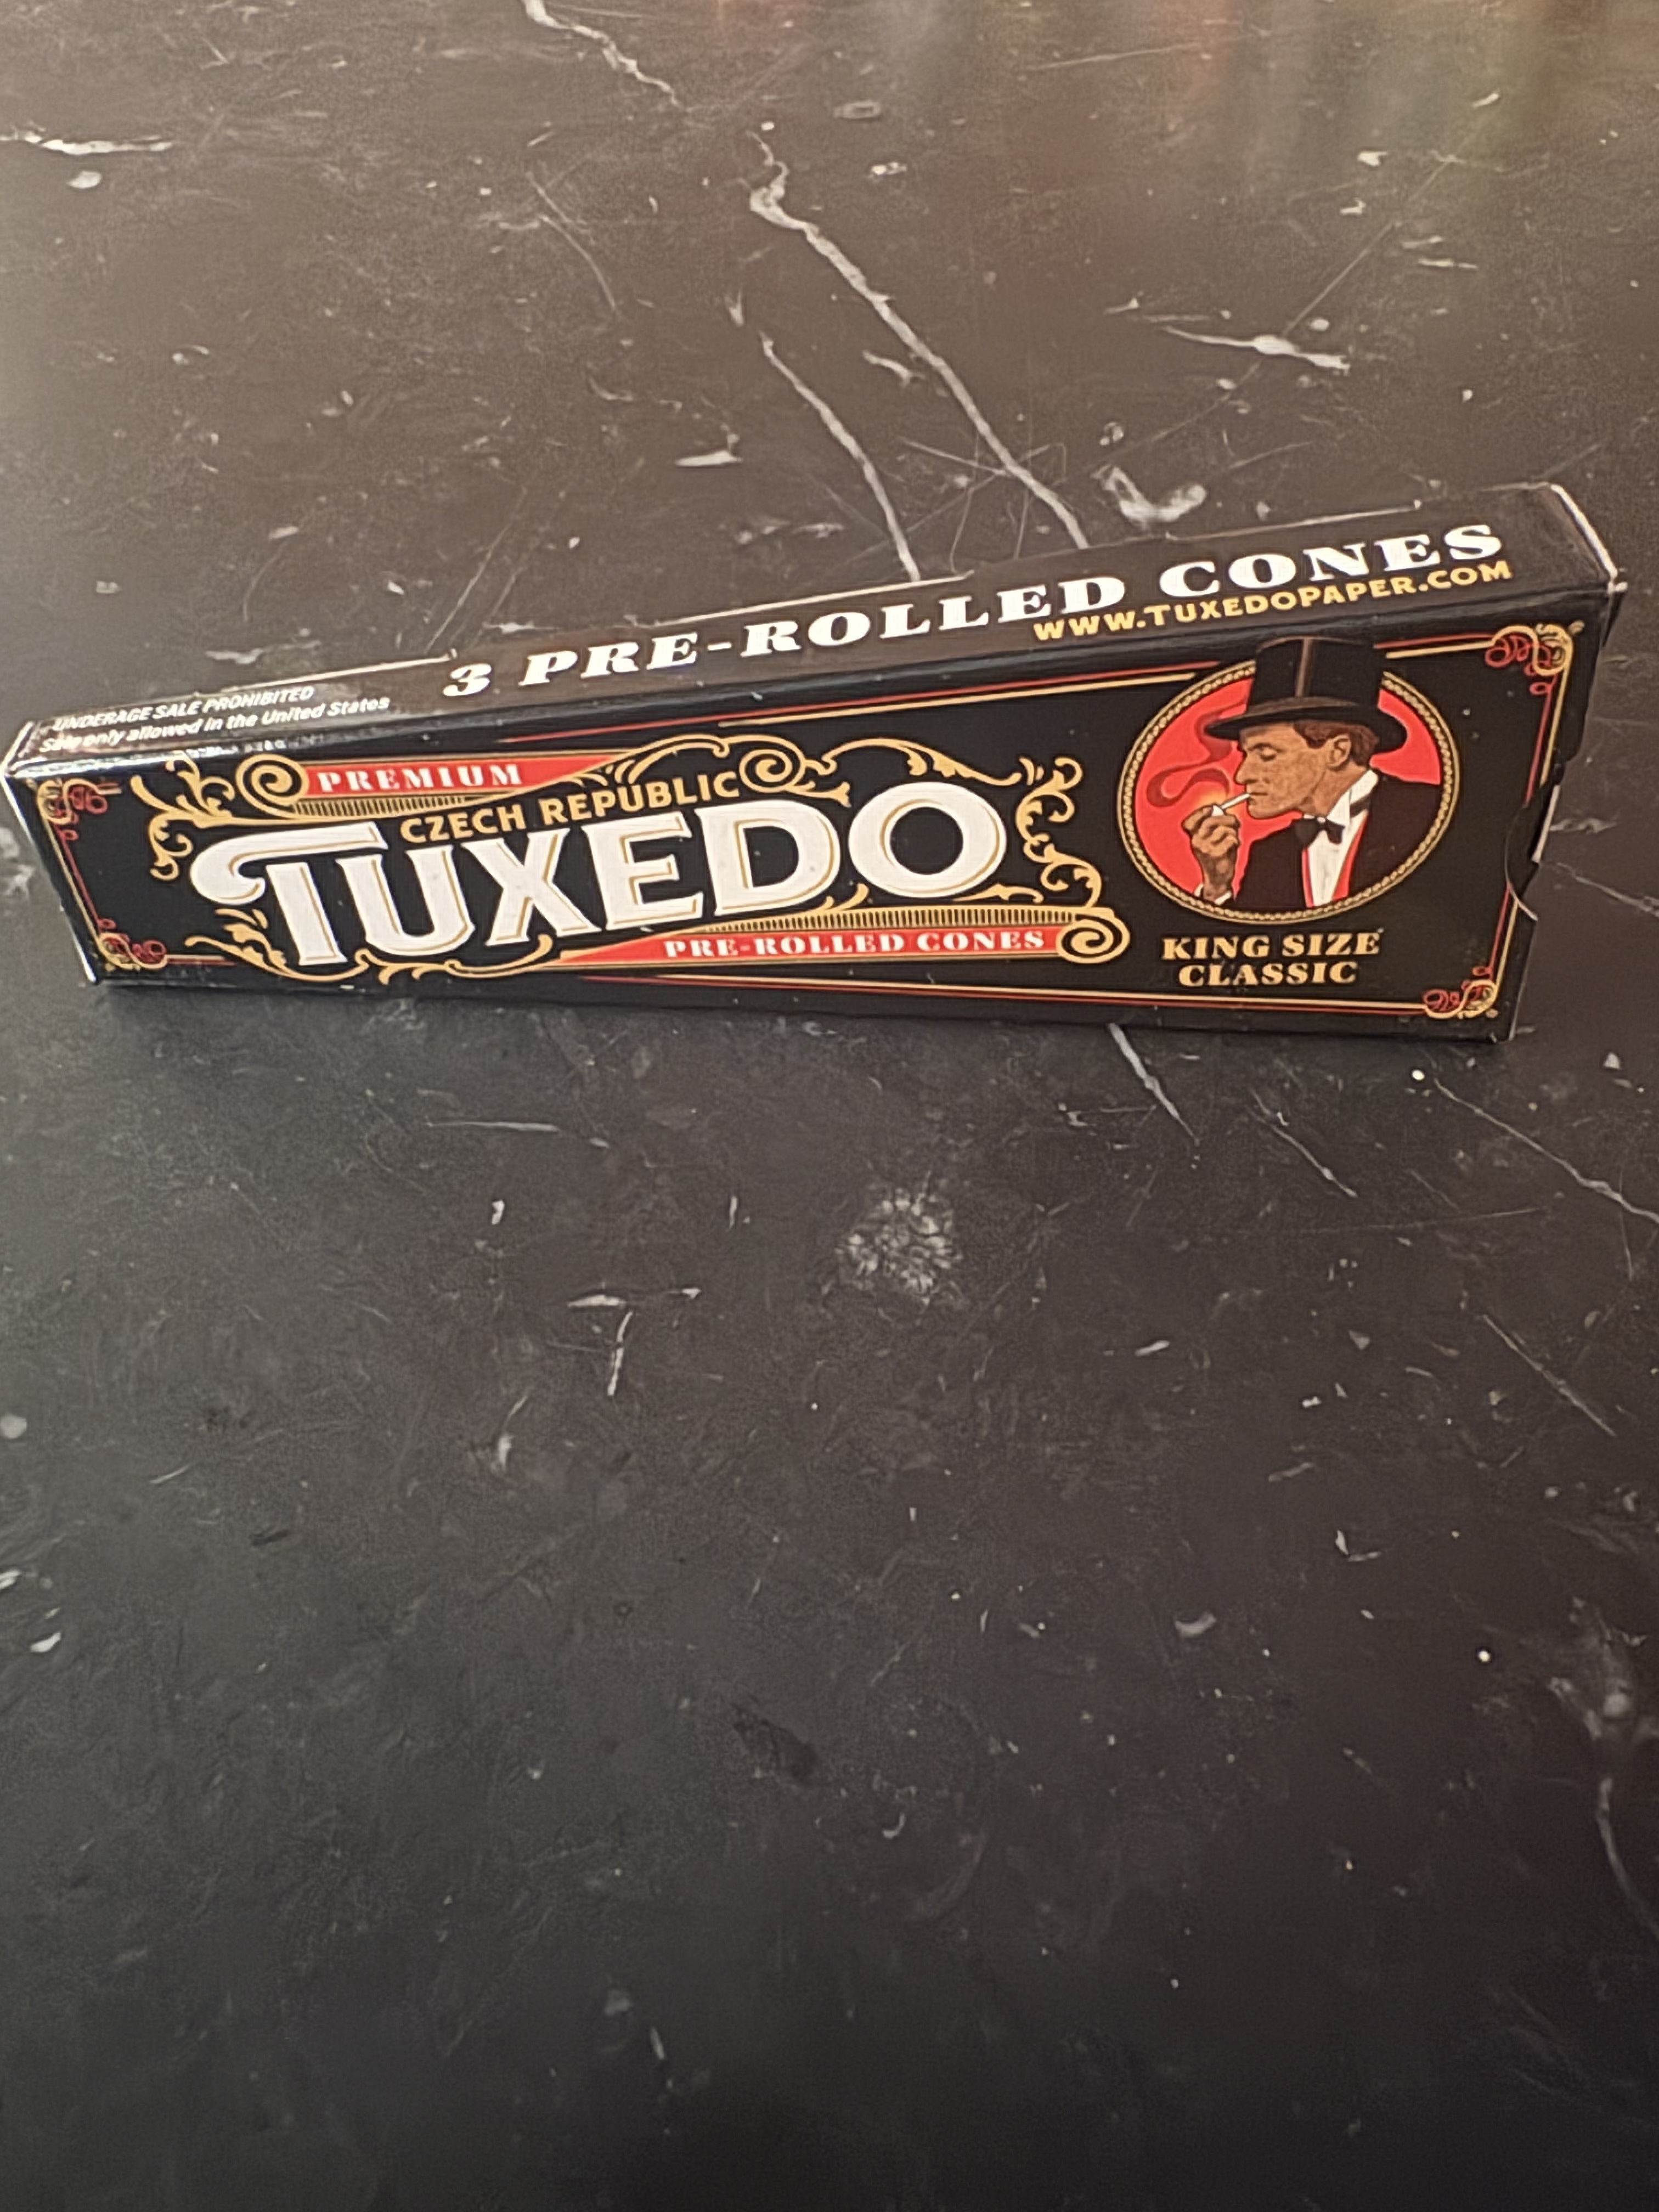 UNDERAGE SALE PROHIBITED
Sale only allowed in the United States
3 PRE-ROLLED CONES
WWW.TUXEDOPAPER.COM
PREMIUM
CZECH REPUBLIC
TUXEDO
PRE-ROLLED CONES
KING SIZE
CLASSIC